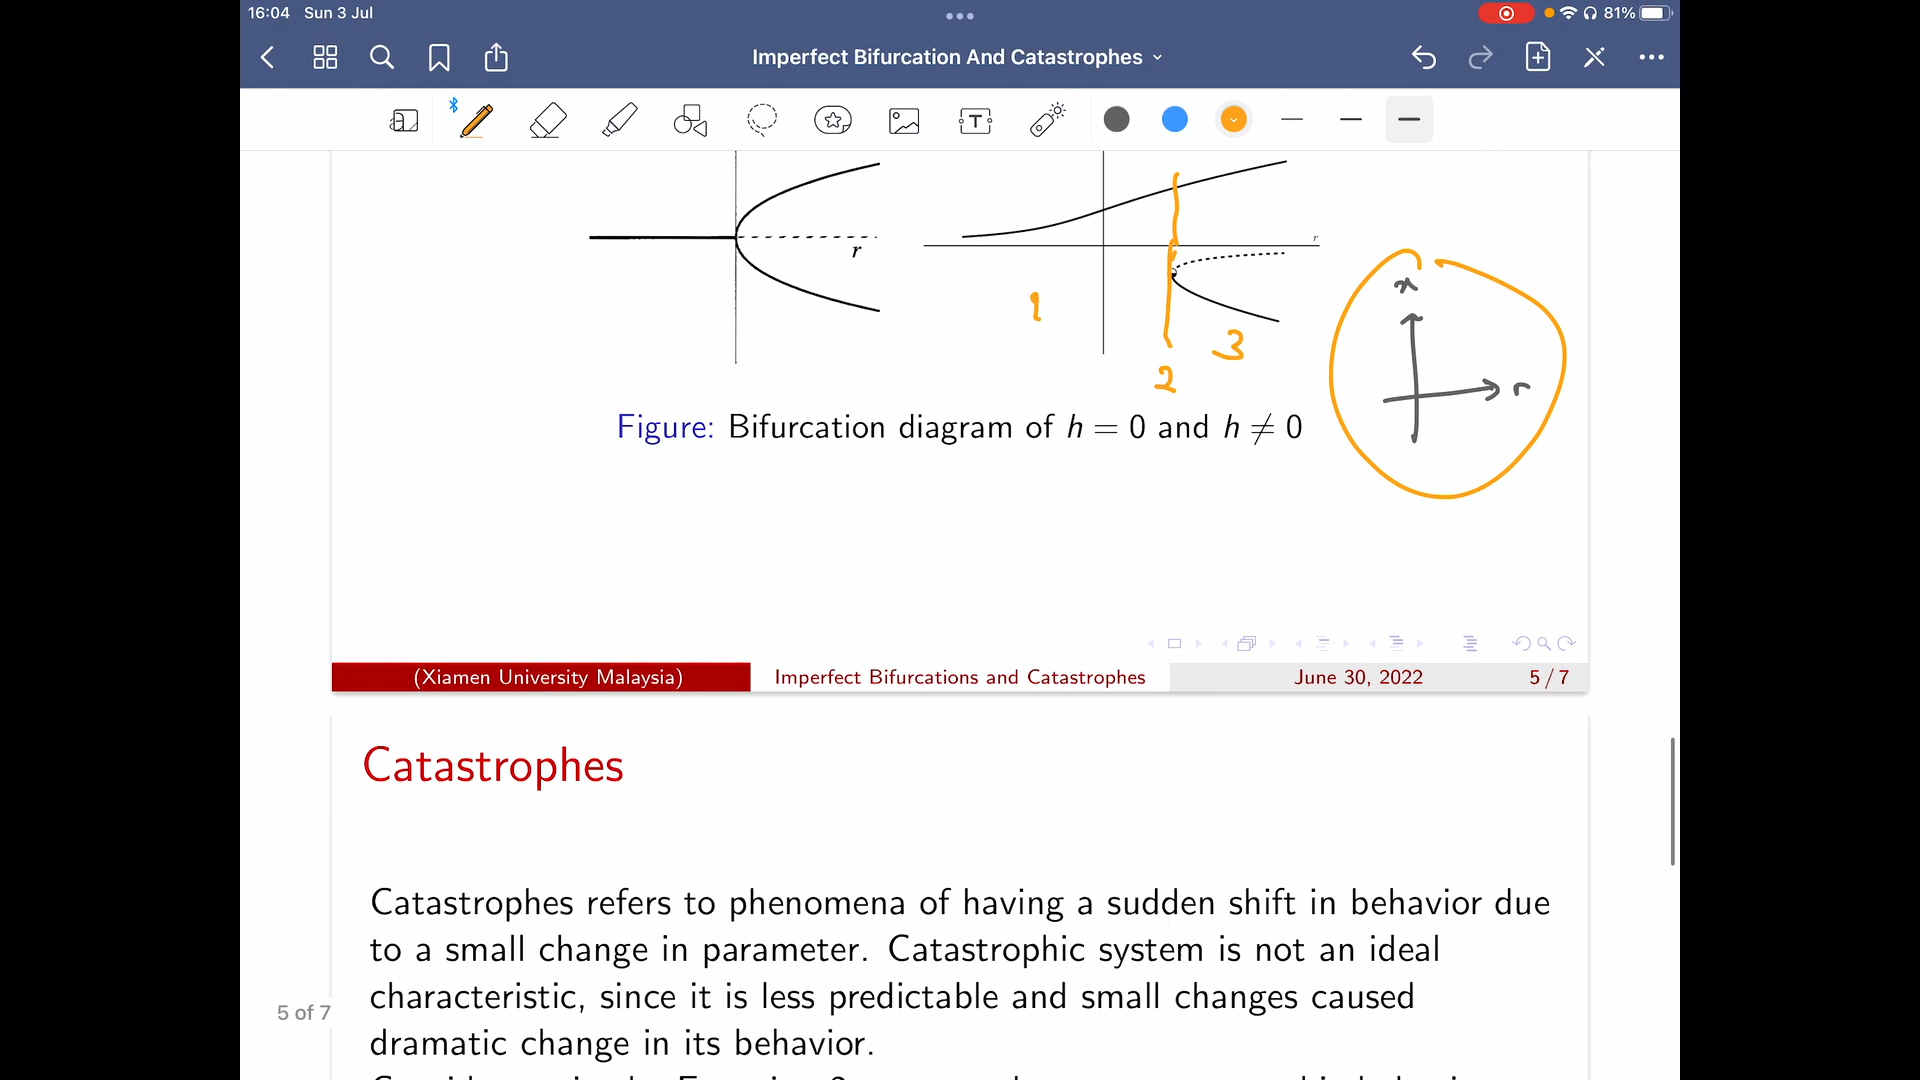 16:04 Sun 3 Jul
81%
Imperfect Bifurcation And Catastrophes
T
r
r
1
2
3
x
r
Figure: Bifurcation diagram of h = 0 and h ≠ 0
(Xiamen University Malaysia) Imperfect Bifurcations and Catastrophes June 30, 2022 5 / 7
Catastrophes
Catastrophes refers to phenomena of having a sudden shift in behavior due
to a small change in parameter. Catastrophic system is not an ideal
characteristic, since it is less predictable and small changes caused
5 of 7
dramatic change in its behavior.